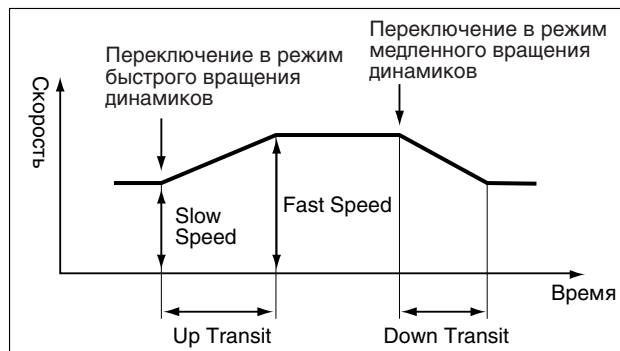 Переключение в режим
быстрого вращения
динамиков
Переключение в режим
медленного вращения
динамиков
Скорость
Slow
Speed
Fast Speed
Время
Up Transit
Down Transit